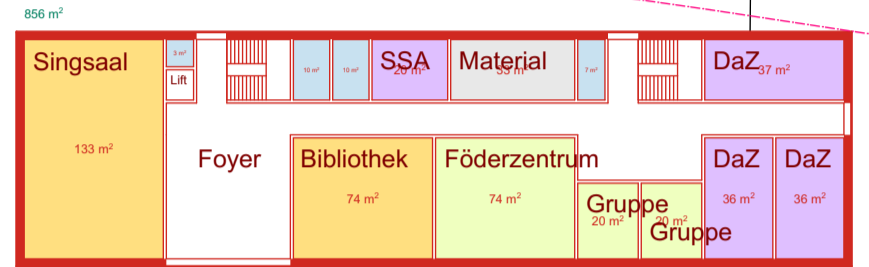 856 m²
Singsaal
133 m²
3 m²
Lift
Foyer
10 m²
10 m²
SSA
26 m²
Material
53 m²
7 m²
DaZ
37 m²
Bibliothek
74 m²
Föderzentrum
74 m²
Gruppe
20 m²
Gruppe
20 m²
DaZ
36 m²
DaZ
36 m²